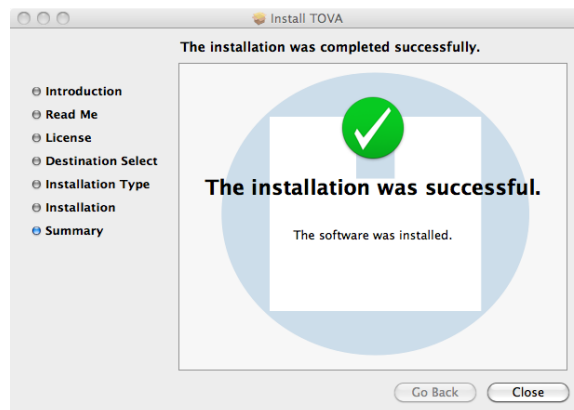 Install TOVA
The installation was completed successfully.
Introduction
Read Me
License
Destination Select
Installation Type
Installation
Summary
The installation was successful.
The software was installed.
Go Back
Close